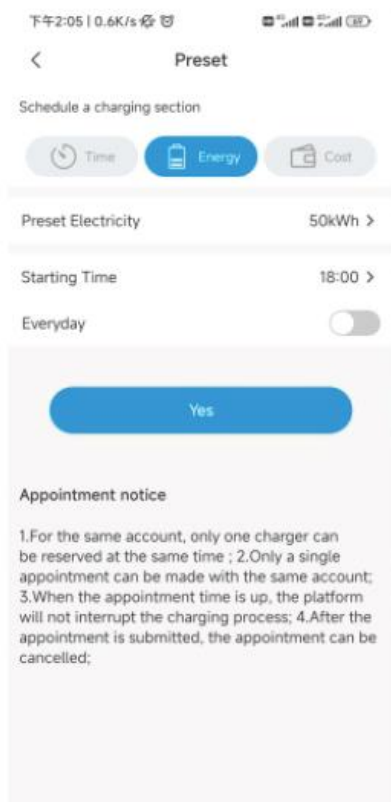 下午2:05 | 0.6K/s
69
Preset
Schedule a charging section
Time Energy Cost
Preset Electricity 50kWh >
Starting Time 18:00 >
Everyday
Yes
Appointment notice
1.For the same account, only one charger can
be reserved at the same time ; 2.Only a single
appointment can be made with the same account;
3.When the appointment time is up, the platform
will not interrupt the charging process; 4.After the
appointment is submitted, the appointment can be
cancelled;